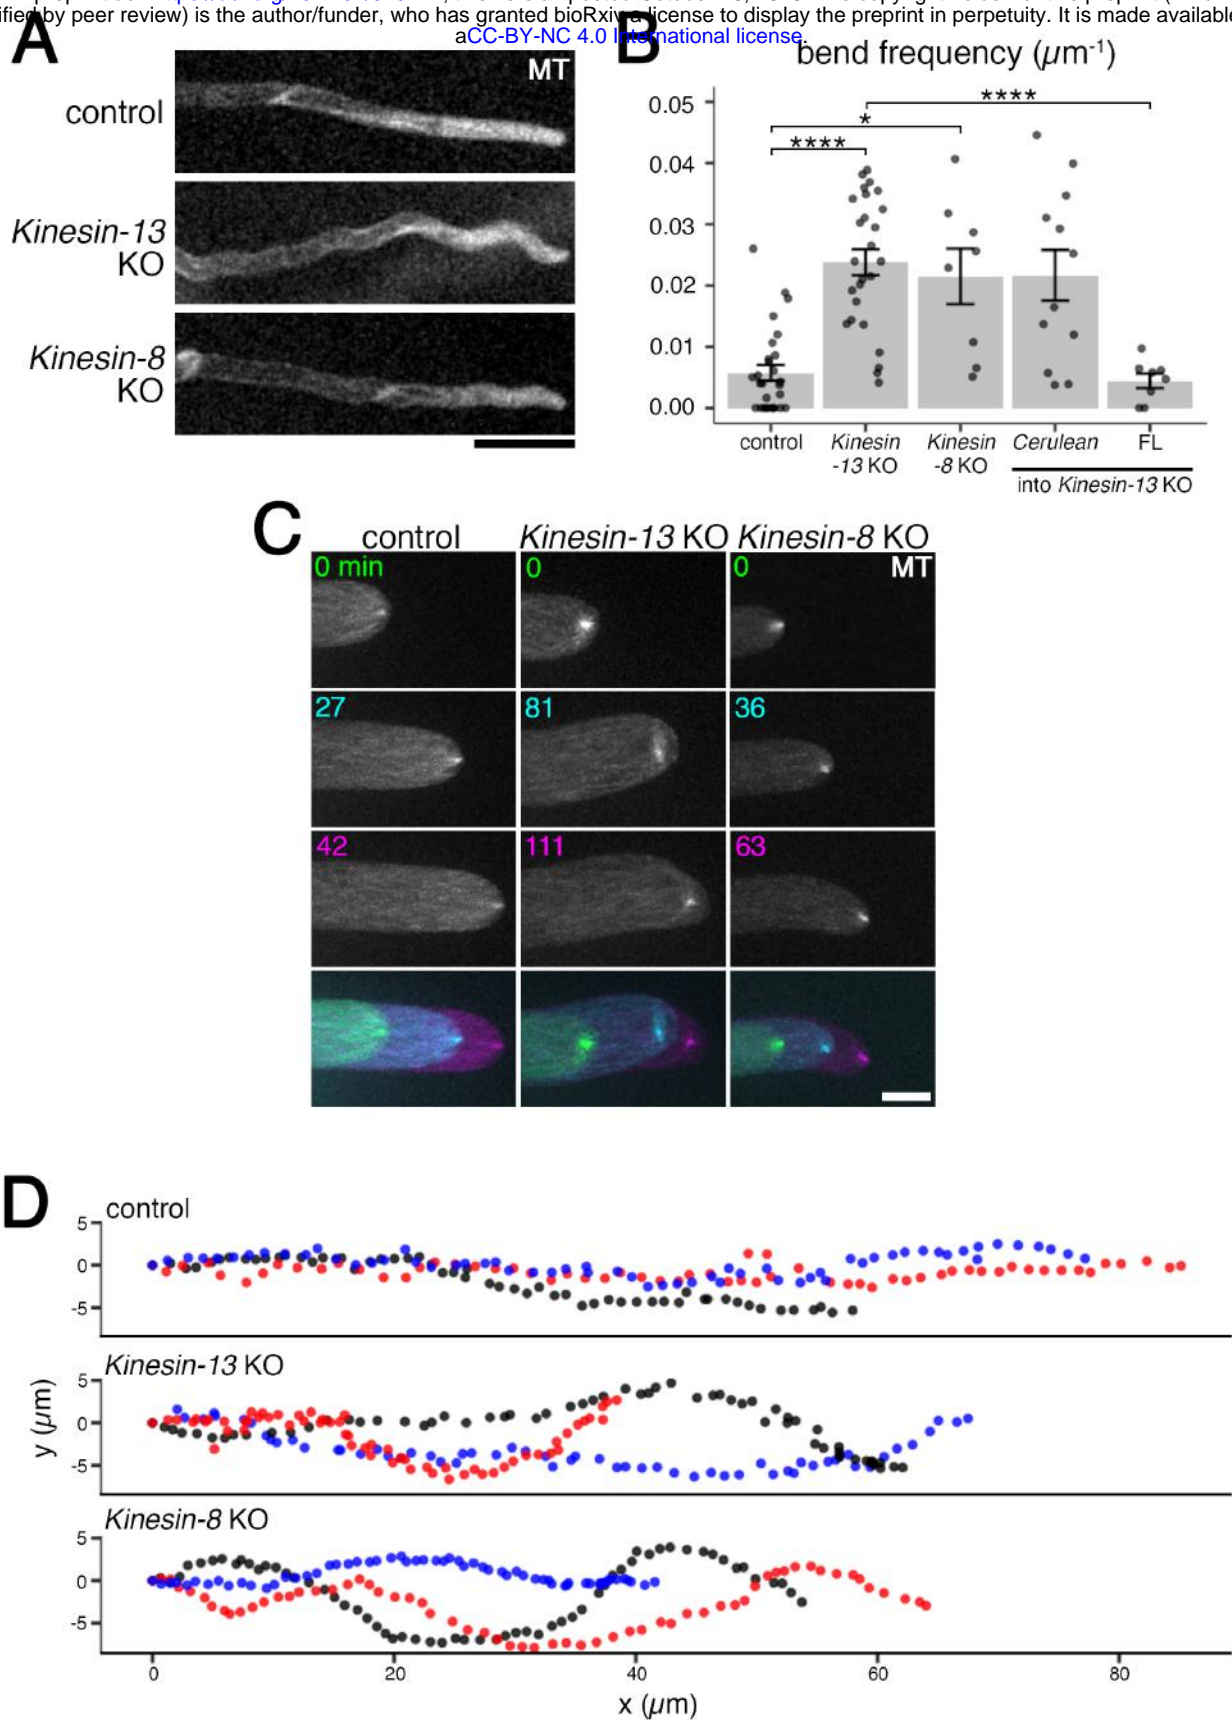 ified by peer review) is the author/funder, who has granted bioRxiv a license to display the preprint in perpetuity. It is made available
aCC-BY-NC 4.0 International license.
A
MT
control
Kinesin-13
KO
Kinesin-8
KO
B
bend frequency (µm⁻¹)
0.05
0.04
0.03
0.02
0.01
0.00
****
*
****
control
Kinesin
-13 KO
Kinesin
-8 KO
Cerulean
FL
into Kinesin-13 KO
C
control Kinesin-13 KO Kinesin-8 KO
0 min 0 0 MT
27 81 36
42 111 63
D
control
5
0
-5
Kinesin-13 KO
5
0
-5
Kinesin-8 KO
5
0
-5
y (µm)
0 20 40 60 80
x (µm)